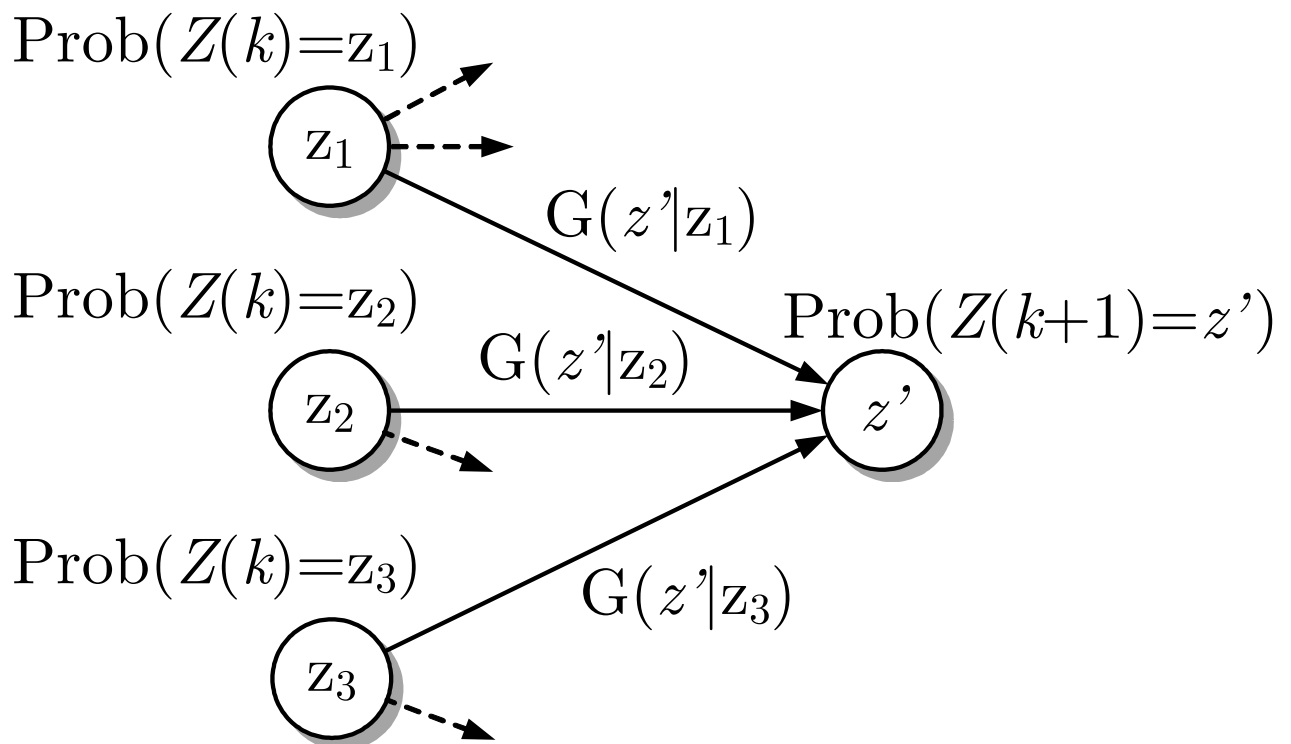 Prob(Z(k)=z₁)
z₁
G(z'|z₁)
Prob(Z(k)=z₂)
Prob(Z(k+1)=z')
G(z'|z₂)
z₂
z'
Prob(Z(k)=z₃)
G(z'|z₃)
z₃